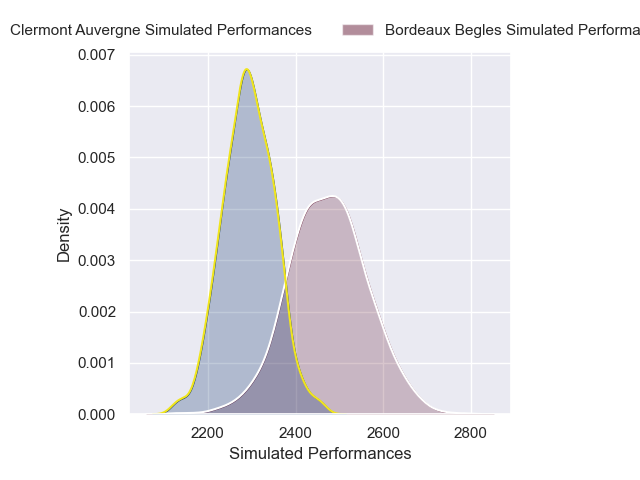 Clermont Auvergne Simulated Performances Bordeaux Begles Simulated Performa
0.007
0.006
0.005
0.004
0.003
0.002
0.001
0.000
Density
2200 2400 2600 2800
Simulated Performances